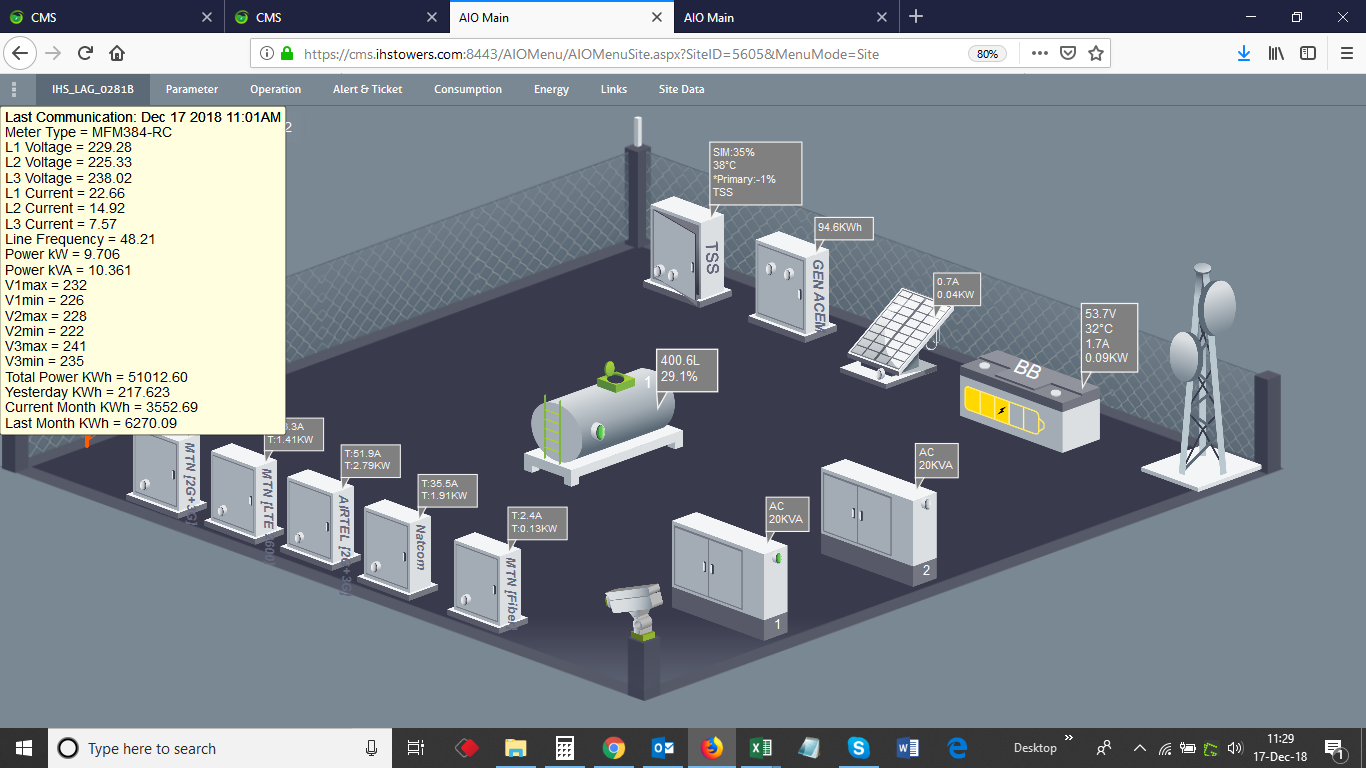 CMS
CMS
AIO Main
AIO Main
https://cms.ihstowers.com:8443/AIOMenu/AIOMenuSite.aspx?SiteID=5605&MenuMode=Site
80%
IHS_LAG_0281B
Parameter
Operation
Alert & Ticket
Consumption
Energy
Links
Site Data
Last Communication: Dec 17 2018 11:01AM
Meter Type = MFM384-RC
L1 Voltage = 229.28
L2 Voltage = 225.33
L3 Voltage = 238.02
L1 Current = 22.66
L2 Current = 14.92
L3 Current = 7.57
Line Frequency = 48.21
Power kW = 9.706
Power kVA = 10.361
V1max = 232
V1min = 226
V2max = 228
V2min = 222
V3max = 241
V3min = 235
Total Power KWh = 51012.60
Yesterday KWh = 217.623
Current Month KWh = 3552.69
Last Month KWh = 6270.09
2
SIM:35%
38°C
*Primary:-1%
TSS
TSS
94.6KWh
GEN ACEM
0.7A
0.04KW
53.7V
32°C
1.7A
0.09KW
BB
400.6L
29.1%
1
.3A
T:1.41KW
MTN [2G+3G]
MTN [LTE
T:51.9A
T:2.79KW
AIRTEL [2G+3G]
T:35.5A
T:1.91KW
Natcom
T:2.4A
T:0.13KW
MTN [Fibe
AC
20KVA
1
AC
20KVA
2
Type here to search
Desktop
11:29
17-Dec-18
1